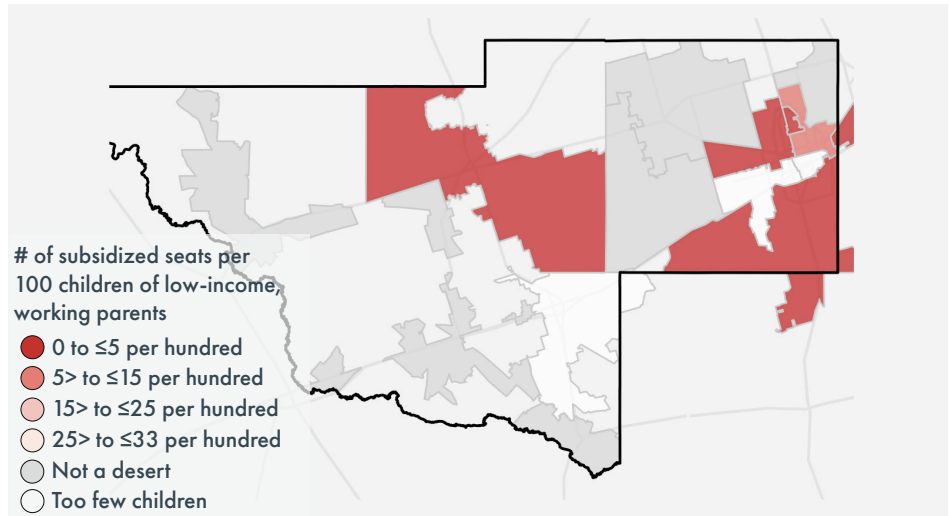 # of subsidized seats per
100 children of low-income,
working parents
0 to ≤5 per hundred
5> to ≤15 per hundred
15> to ≤25 per hundred
25> to ≤33 per hundred
Not a desert
Too few children